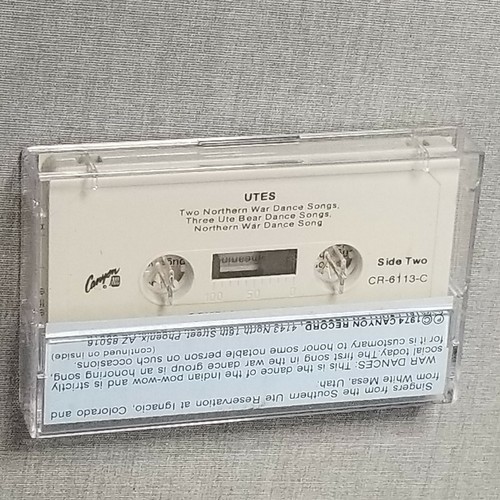 UTES
Two Northern War Dance Songs,
Three Ute Bear Dance Songs,
Northern War Dance Song
Side Two
Canyon
CR-6113-C
100 50 0
Singers from the Southern Ute Reservation at Ignacio, Colorado and
from White Mesa, Utah.
WAR DANCES: This is the dance of the Indian pow-wow and is strictly
social today. The first song in the war dance group is an honoring song,
for it is customary to honor some notable person on such occasions.
(continued on inside)
℗©1974 CANYON RECORD, 4143 North 16th Street, Phoenix, AZ 85016